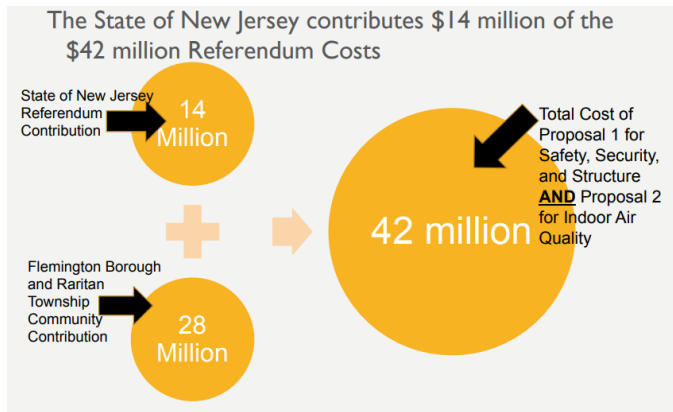 The State of New Jersey contributes $14 million of the
$42 million Referendum Costs
State of New Jersey
Referendum
Contribution
14
Million
Flemington Borough
and Raritan
Township
Community
Contribution
28
Million
42 million
Total Cost of
Proposal 1 for
Safety, Security,
and Structure
AND Proposal 2
for Indoor Air
Quality